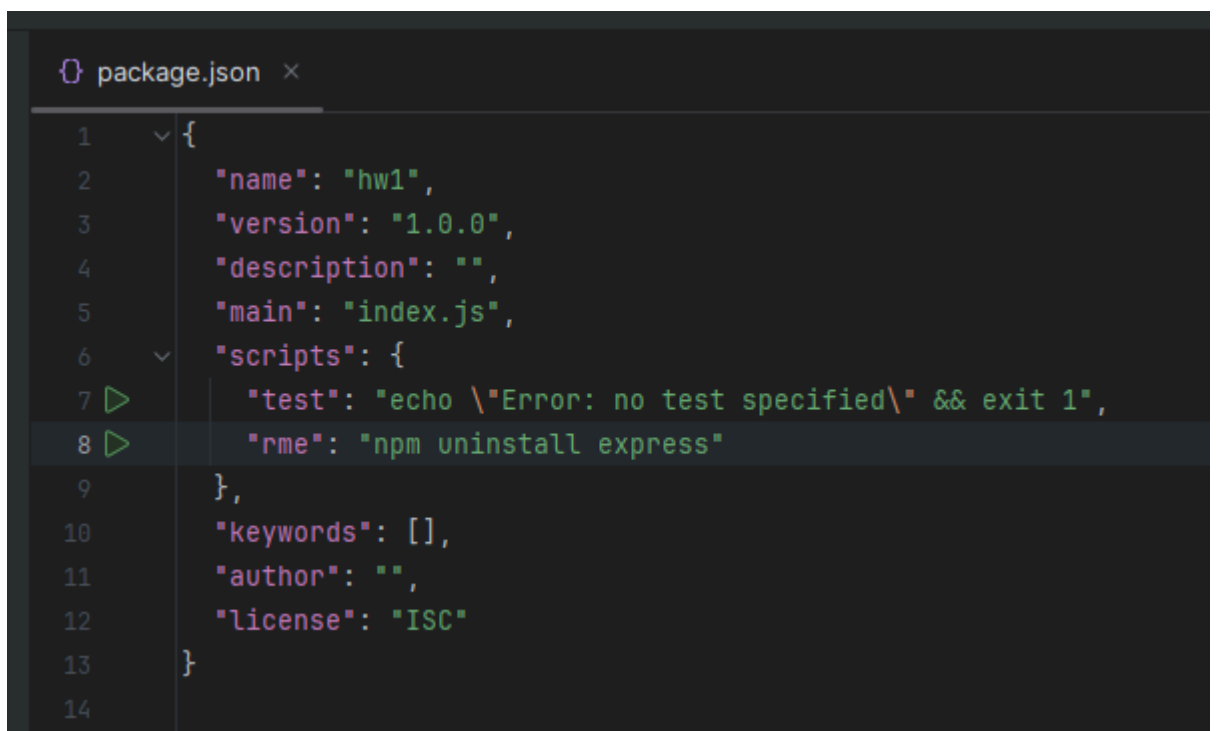 {} package.json ×
1 {
2 "name": "hw1",
3 "version": "1.0.0",
4 "description": "",
5 "main": "index.js",
6 "scripts": {
7 "test": "echo \"Error: no test specified\" && exit 1",
8 "rme": "npm uninstall express"
9 },
10 "keywords": [],
11 "author": "",
12 "license": "ISC"
13 }
14